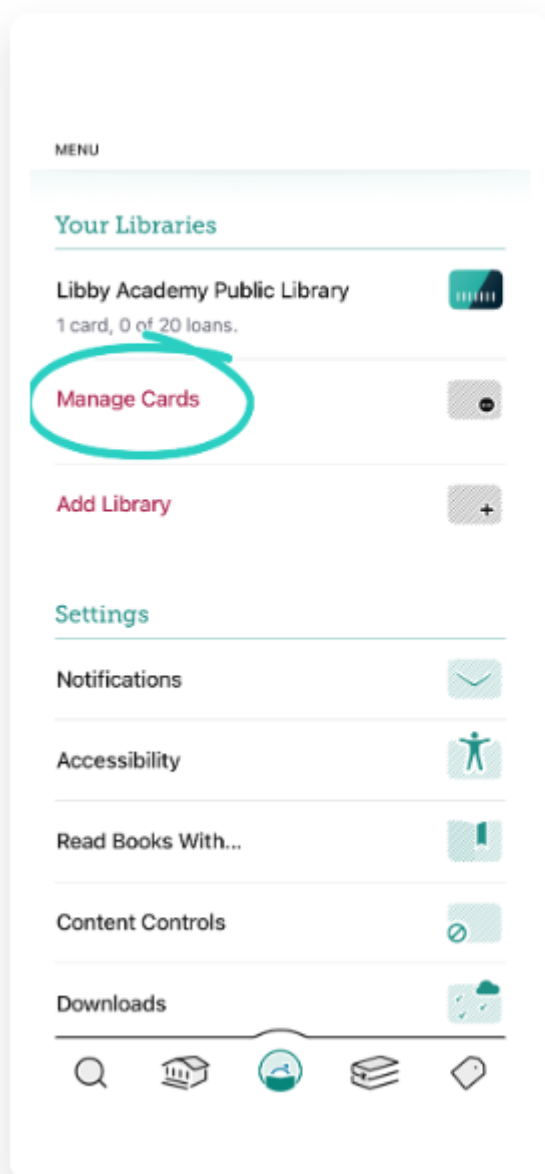 MENU
Your Libraries
Libby Academy Public Library
1 card, 0 of 20 loans.
Manage Cards
Add Library
Settings
Notifications
Accessibility
Read Books With...
Content Controls
Downloads